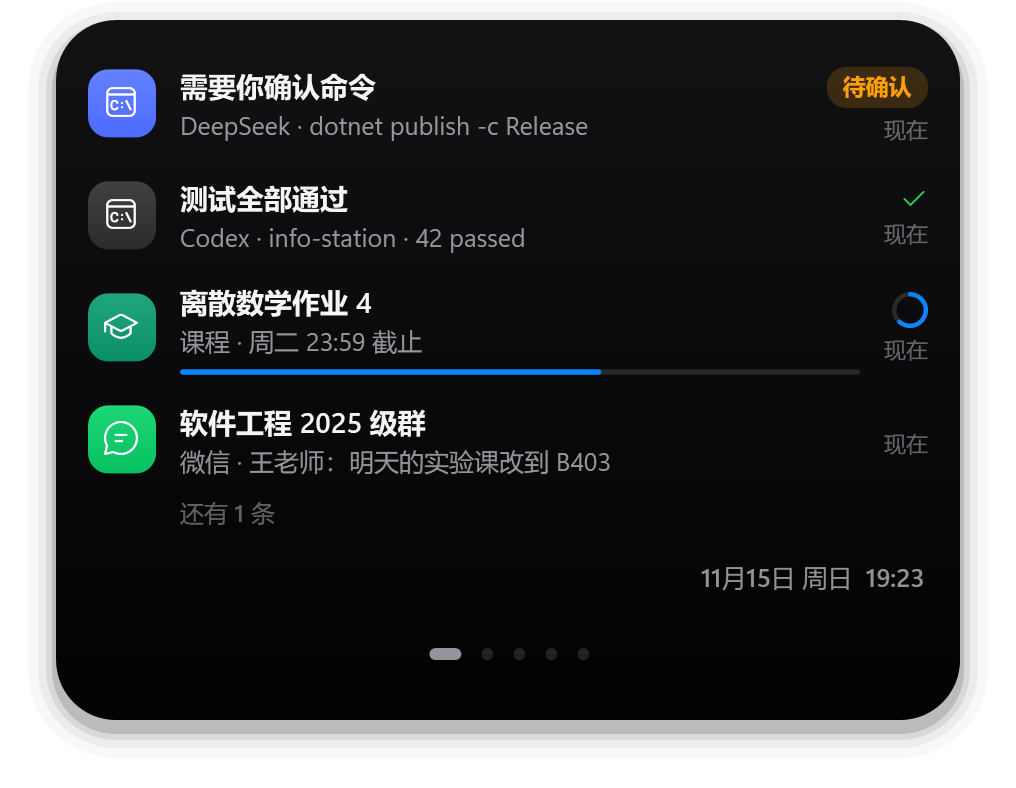 C:\
需要你确认命令
待确认
DeepSeek · dotnet publish -c Release
现在
C:\
测试全部通过
Codex · info-station · 42 passed
现在
离散数学作业 4
课程 · 周二 23:59 截止
现在
软件工程 2025 级群
微信 · 王老师：明天的实验课改到 B403
现在
还有 1 条
11月15日 周日 19:23